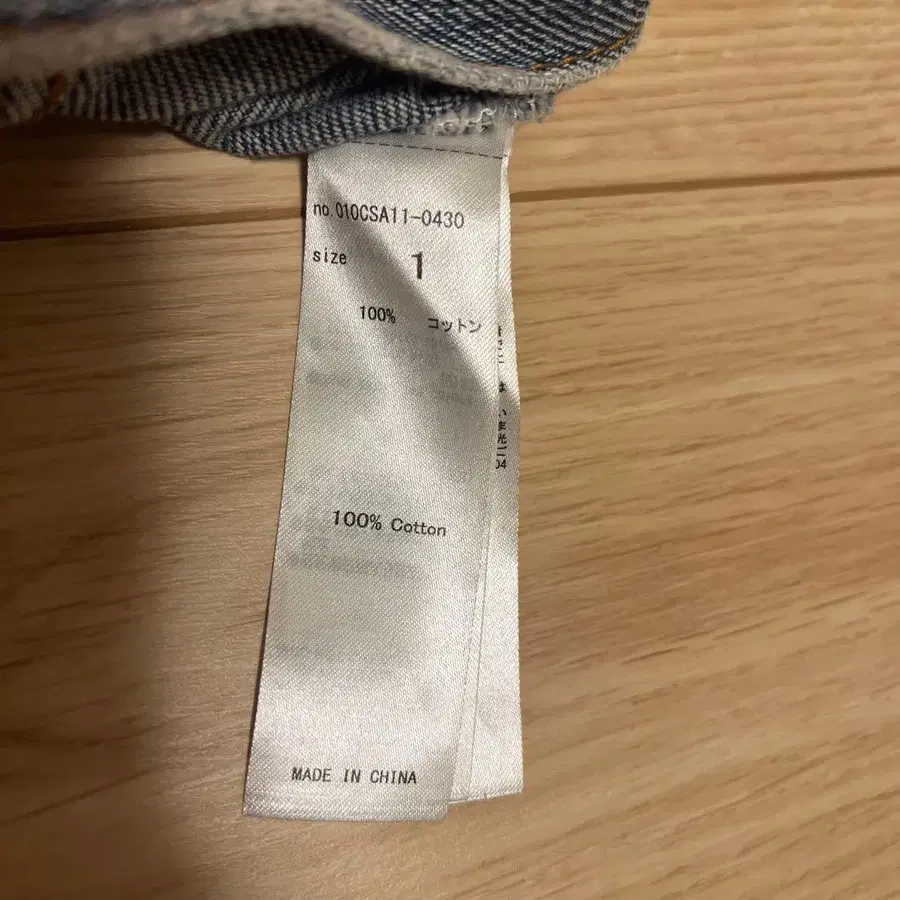 no.010CSA11-0430
size 1
100% コットン
100% Cotton
MADE IN CHINA